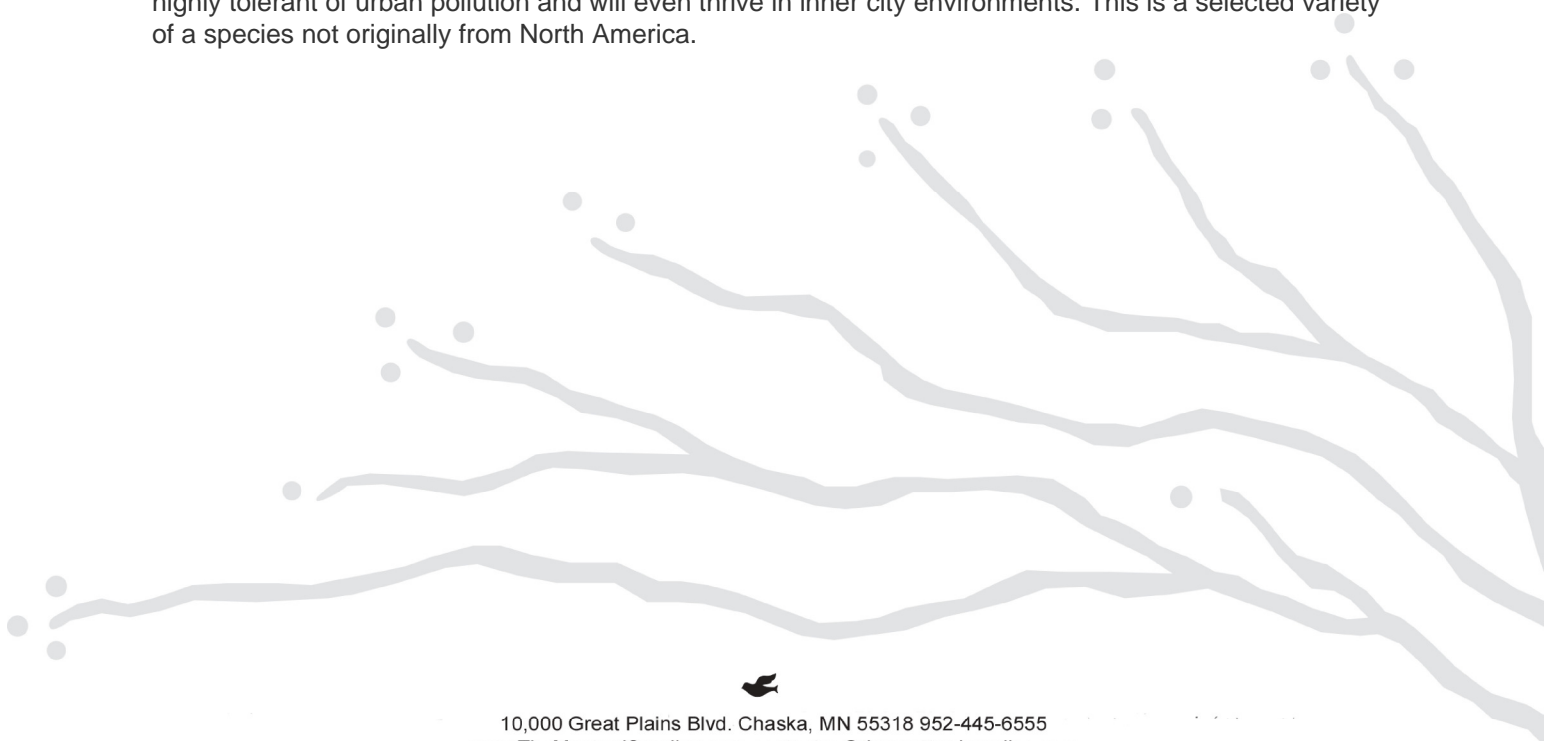 highly tolerant of urban pollution and will even thrive in inner city environments. This is a selected variety
of a species not originally from North America.
10,000 Great Plains Blvd. Chaska, MN 55318 952-445-6555